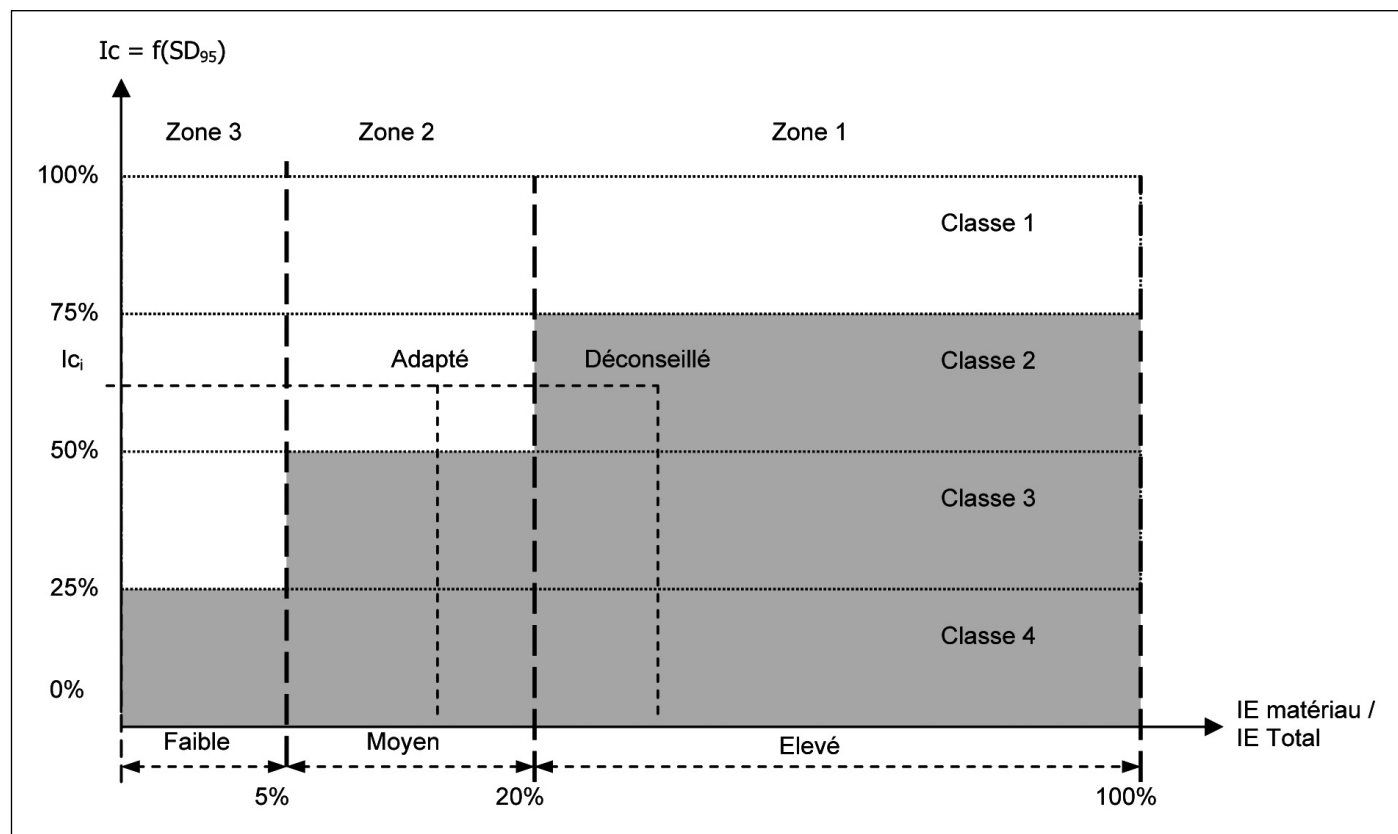 Ic = f(SD₉₅)
Zone 3 Zone 2 Zone 1
100%
Classe 1
75%
Icᵢ Adapté Déconseillé Classe 2
50%
Classe 3
25%
Classe 4
0%
IE matériau /
IE Total
Faible Moyen Elevé
5% 20% 100%